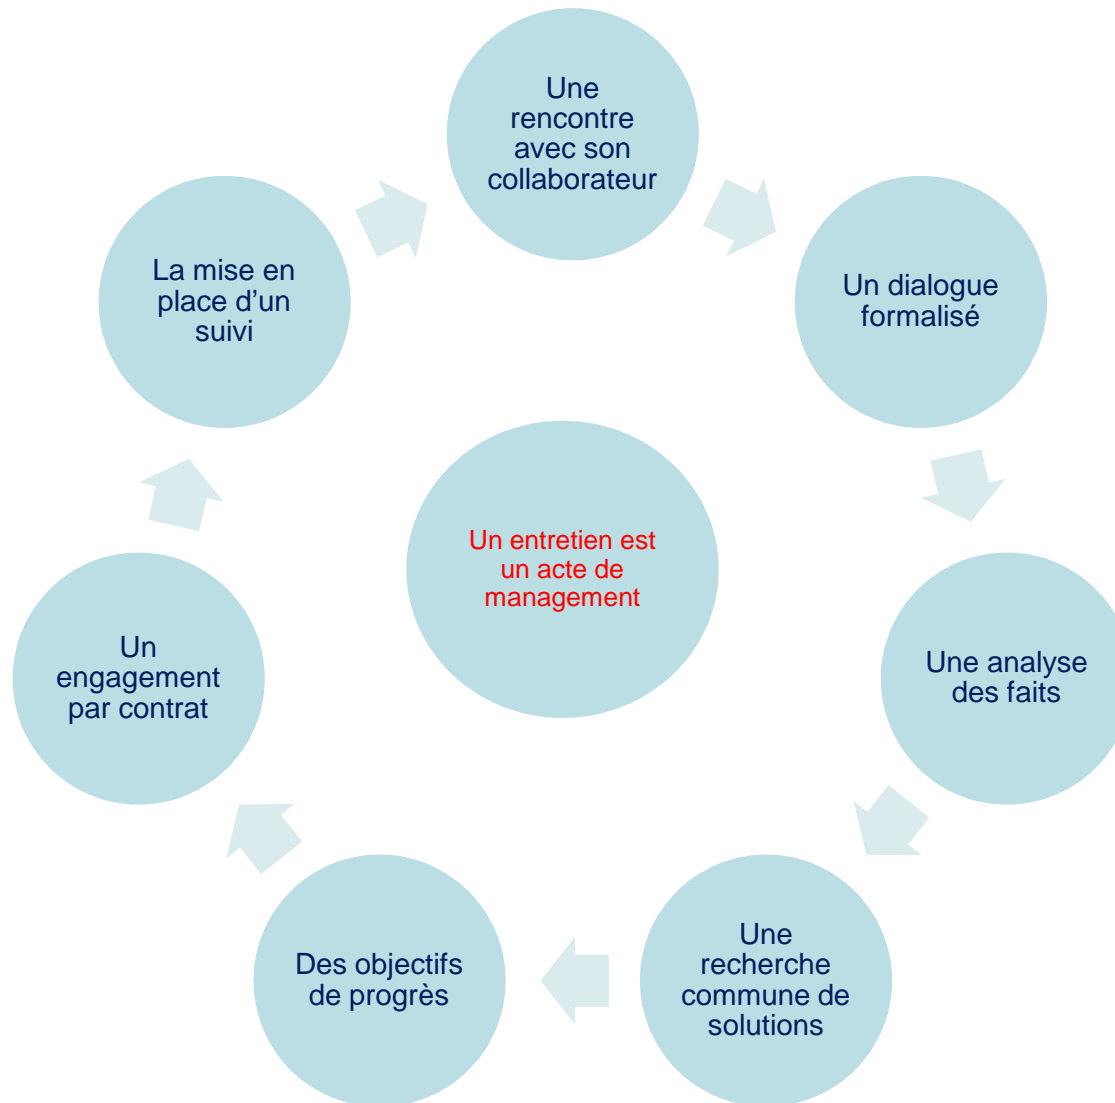 Une
rencontre
avec son
collaborateur
Un dialogue
formalisé
Une analyse
des faits
Une
recherche
commune de
solutions
Des objectifs
de progrès
Un
engagement
par contrat
La mise en
place d’un
suivi
Un entretien est
un acte de
management